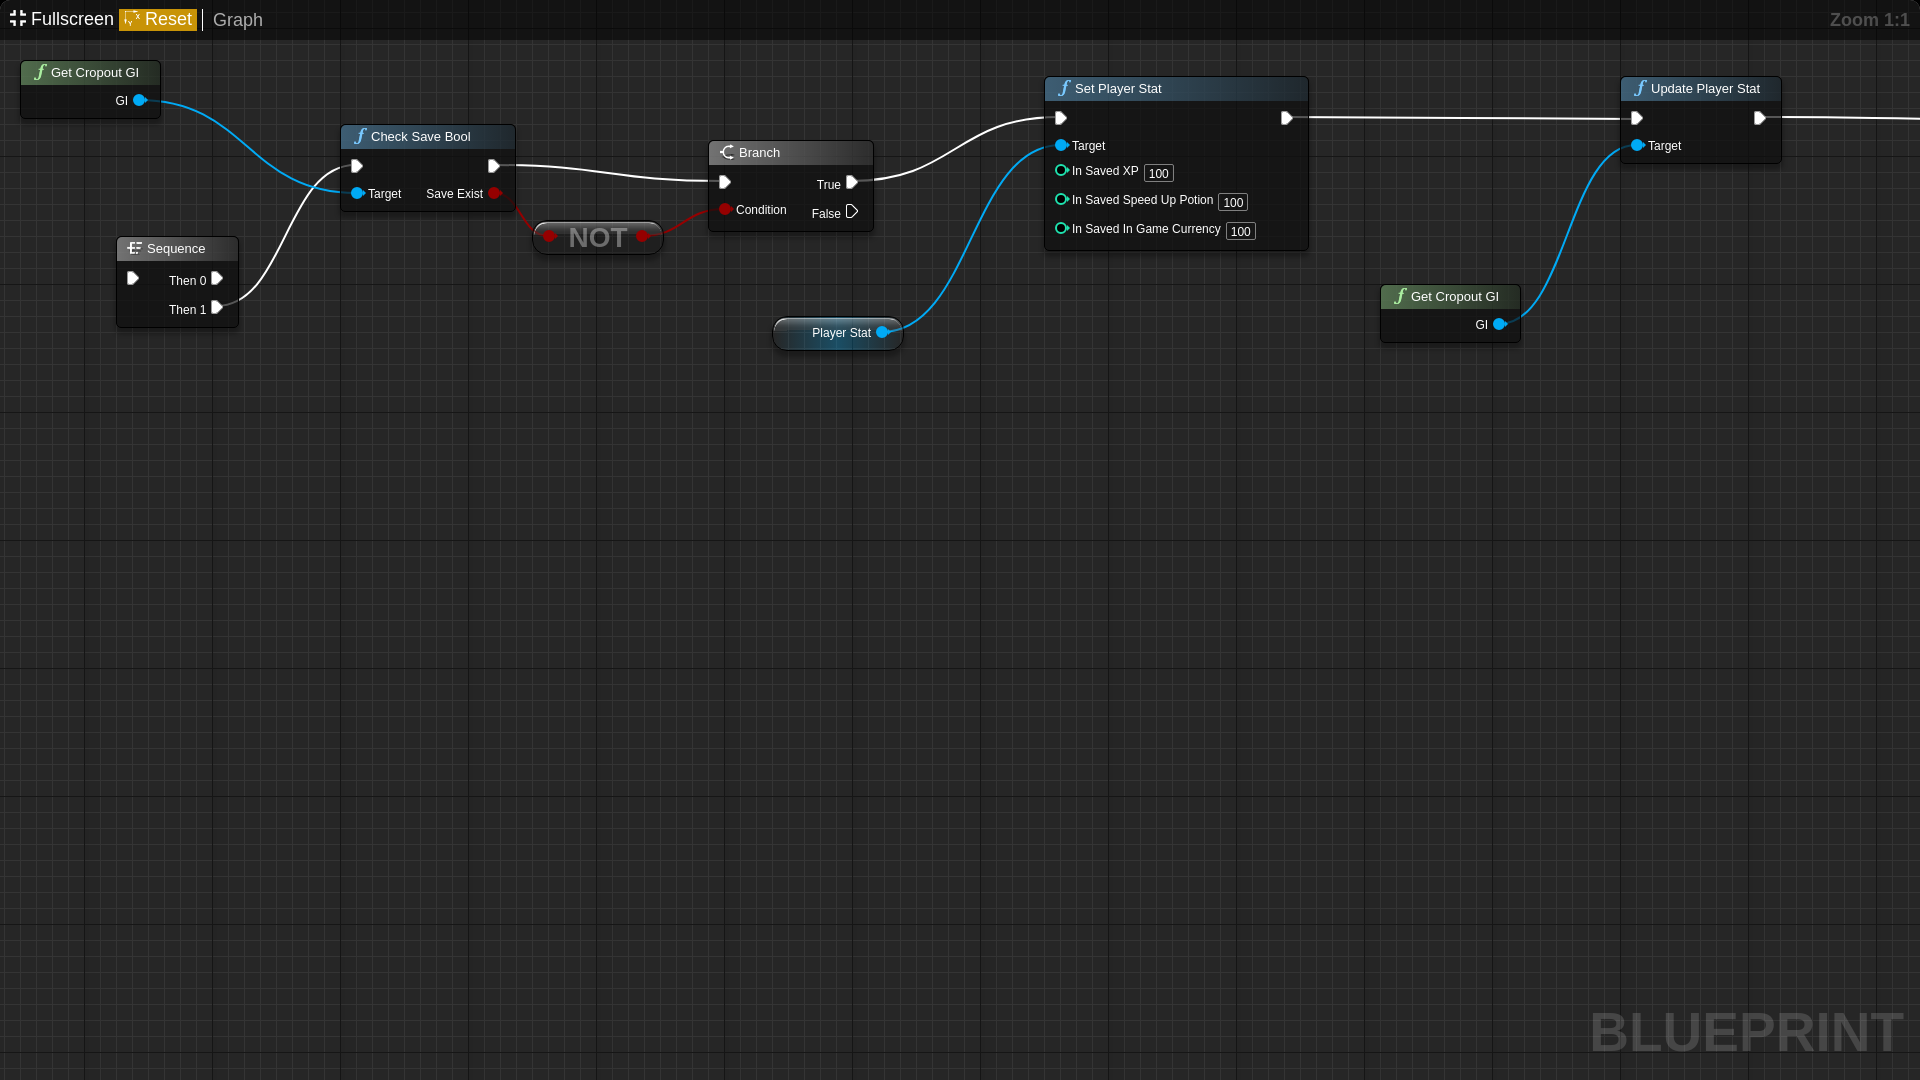 Fullscreen Reset Graph Zoom 1:1
Get Cropout GI
GI
Check Save Bool
Target Save Exist
Sequence
Then 0
Then 1
NOT
Branch
True
Condition
False
Player Stat
Set Player Stat
Target
In Saved XP 100
In Saved Speed Up Potion 100
In Saved In Game Currency 100
Get Cropout GI
GI
Update Player Stat
Target
BLUEPRINT